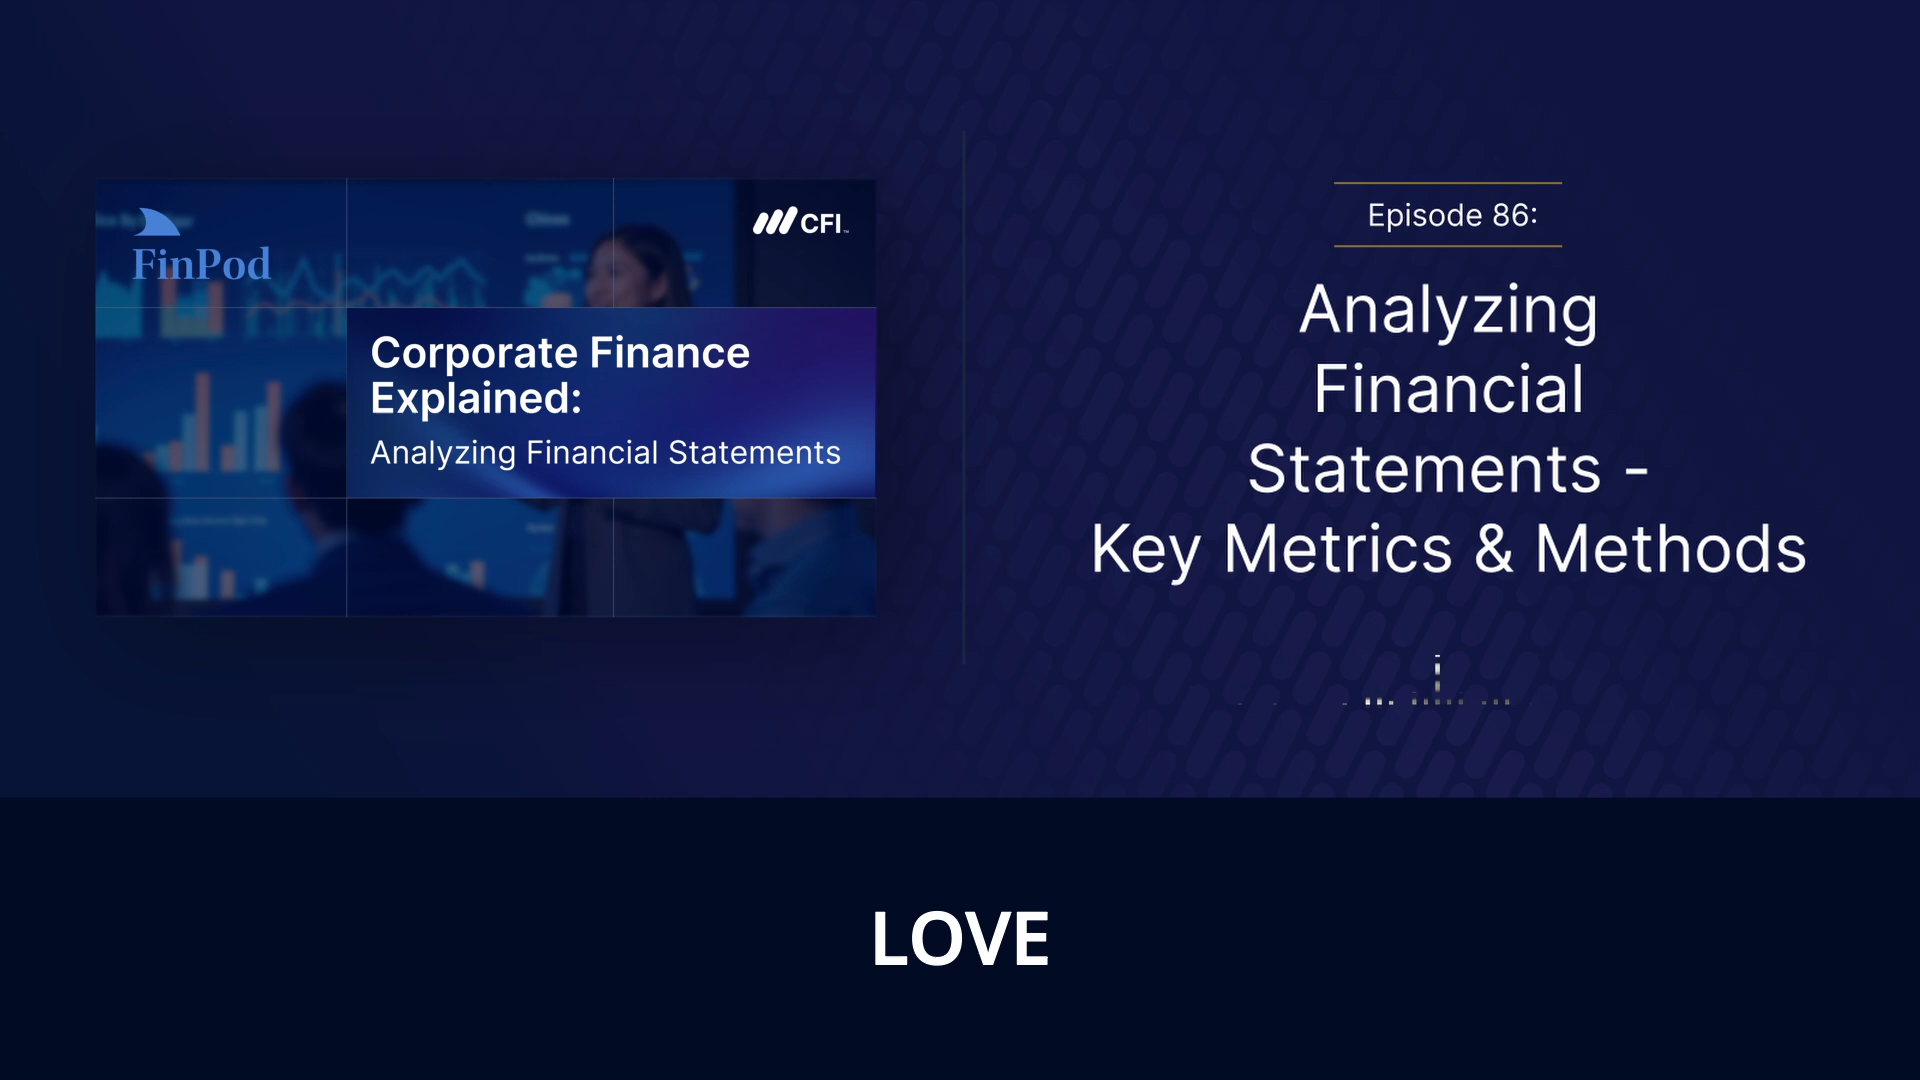 FinPod
CFI
Corporate Finance
Explained:
Analyzing Financial Statements
Episode 86:
Analyzing
Financial
Statements -
Key Metrics & Methods
LOVE